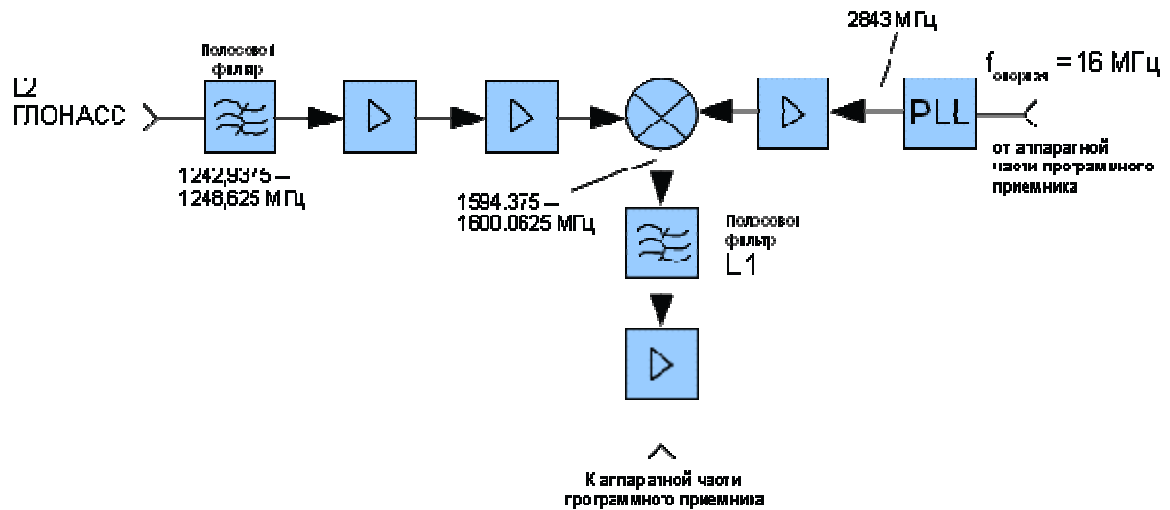 L2
ГЛОНАСС
Полосовой
фильтр
1242,9375 –
1248,625 МГц
1594.375 –
1600.0625 МГц
2843 МГц
PLL
fопорная = 16 МГц
от аппаратной
части программного
приемника
Полосовой
фильтр
L1
К аппаратной части
программного приемника